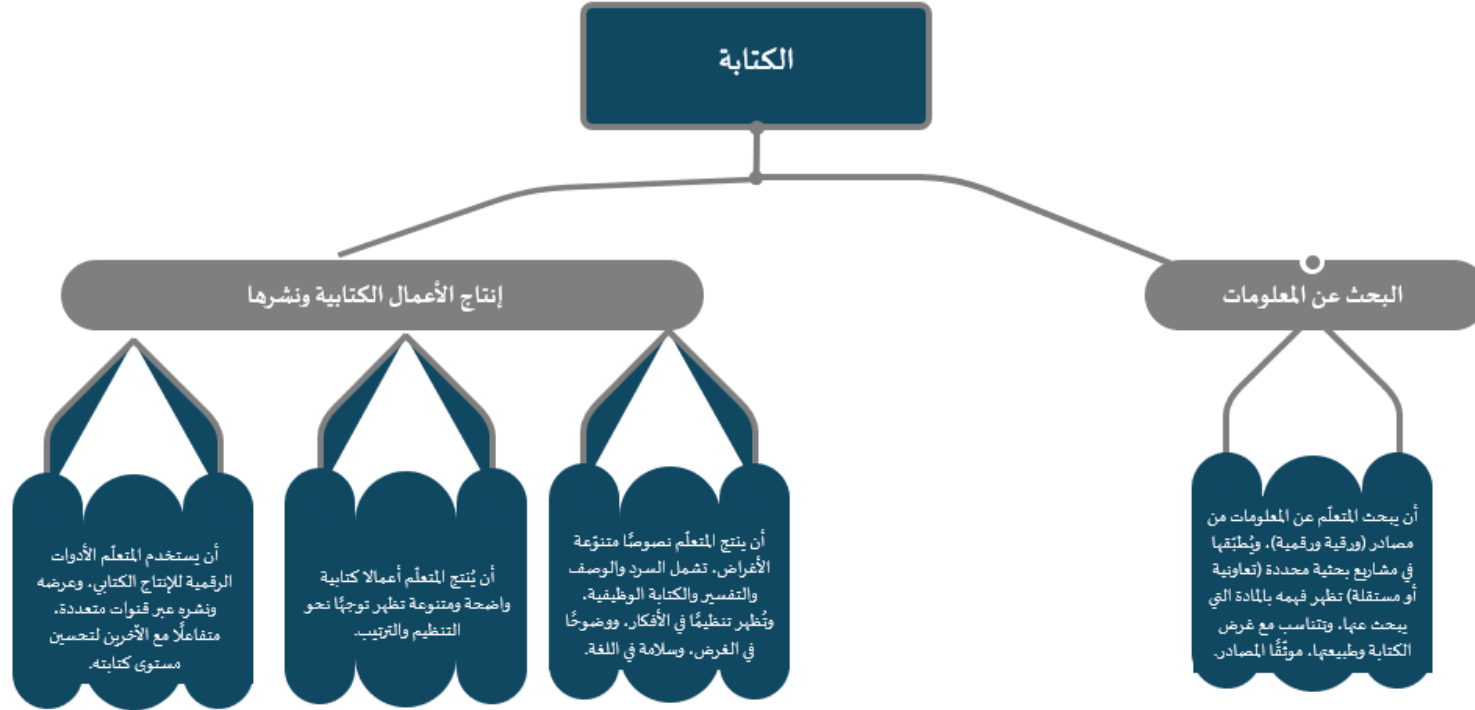 الكتابة
البحث عن المعلومات
إنتاج الأعمال الكتابية ونشرها
أن يبحث المتعلّم عن المعلومات من
مصادر (ورقية ورقمية)، ويُطبّقها
في مشاريع بحثية محددة (تعاونية
أو مستقلة) تظهر فهمه بالمادة التي
يبحث عنها، وتتناسب مع غرض
الكتابة وطبيعتها، موثّقًا المصادر.
أن ينتج المتعلّم نصوصًا متنوّعة
الأغراض، تشمل السرد والوصف
والتفسير والكتابة الوظيفية،
وتُظهر تنظيمًا في الأفكار، ووضوحًا
في الغرض، وسلامة في اللغة.
أن يُنتج المتعلّم أعمالا كتابية
واضحة ومتنوعة تظهر توجهًا نحو
التنظيم والترتيب.
أن يستخدم المتعلّم الأدوات
الرقمية للإنتاج الكتابي، وعرضه
ونشره عبر قنوات متعددة،
متفاعلًا مع الآخرين لتحسين
مستوى كتابته.